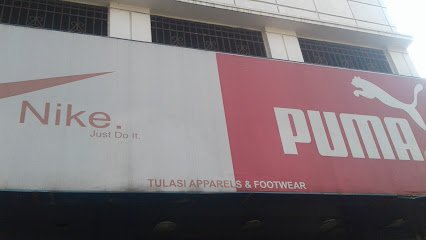 Nike.
Just Do It.
PUMA
TULASI APPARELS & FOOTWEAR